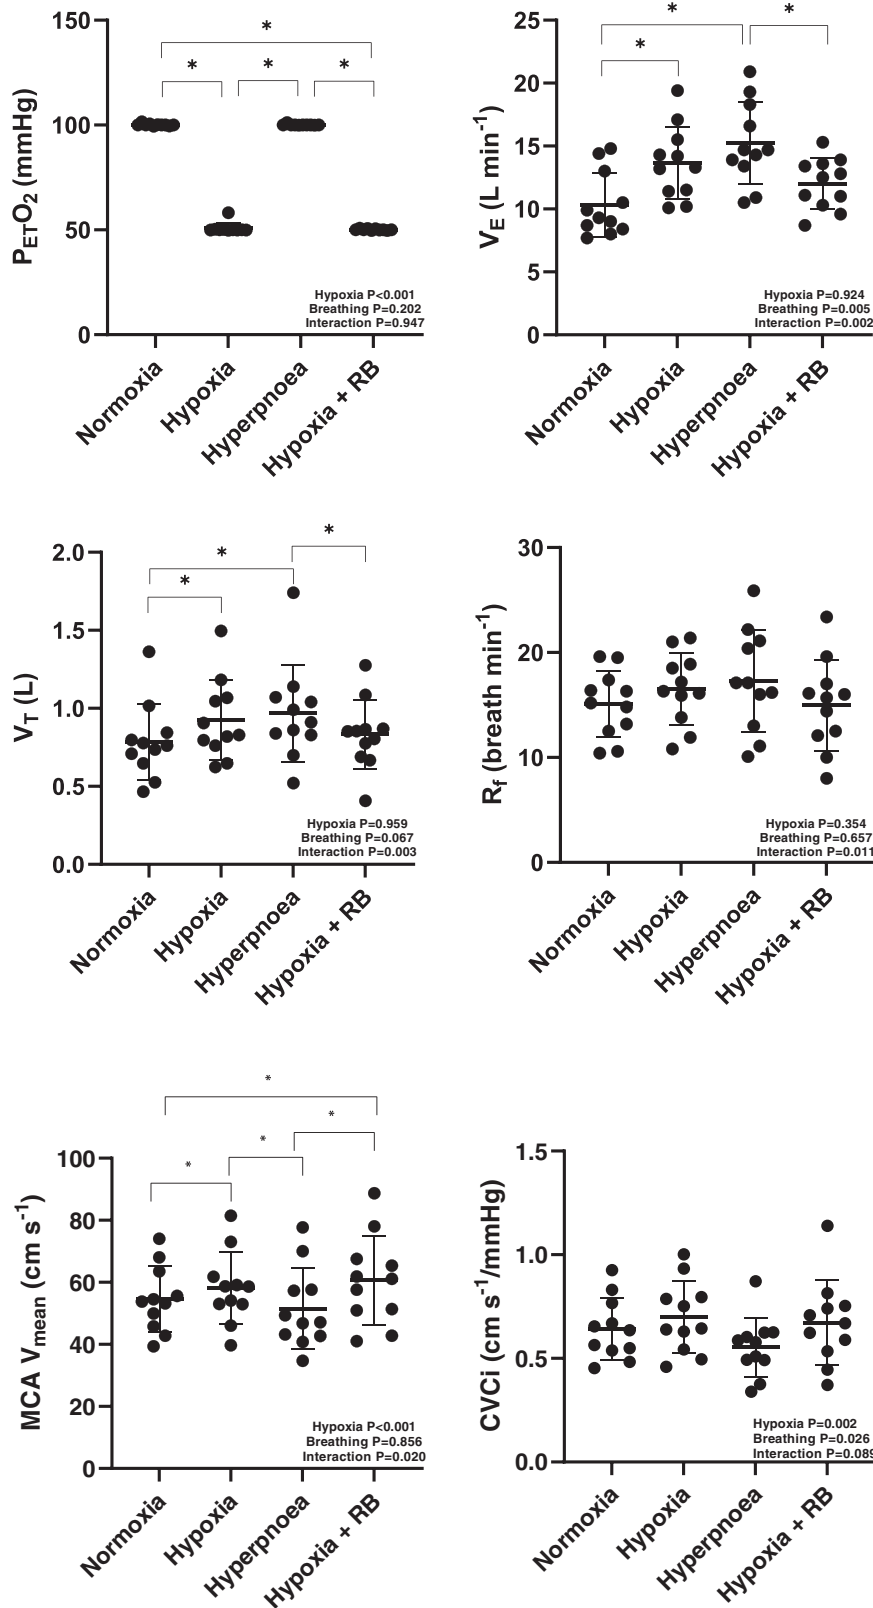 150
100
50
0
P_ETO_2 (mmHg)
*
* * *
Hypoxia P<0.001
Breathing P=0.202
Interaction P=0.947
Normoxia
Hypoxia
Hyperpnoea
Hypoxia + RB
25
20
15
10
5
0
V_E (L min^-1)
* *
*
Hypoxia P=0.924
Breathing P=0.005
Interaction P=0.002
Normoxia
Hypoxia
Hyperpnoea
Hypoxia + RB
2.0
1.5
1.0
0.5
0.0
V_T (L)
*
*
*
Hypoxia P=0.959
Breathing P=0.067
Interaction P=0.003
Normoxia
Hypoxia
Hyperpnoea
Hypoxia + RB
30
20
10
0
R_f (breath min^-1)
Hypoxia P=0.354
Breathing P=0.657
Interaction P=0.011
Normoxia
Hypoxia
Hyperpnoea
Hypoxia + RB
100
80
60
40
20
0
MCA V_mean (cm s^-1)
*
*
*
*
Hypoxia P<0.001
Breathing P=0.856
Interaction P=0.020
Normoxia
Hypoxia
Hyperpnoea
Hypoxia + RB
1.5
1.0
0.5
0.0
CVCi (cm s^-1/mmHg)
Hypoxia P=0.002
Breathing P=0.026
Interaction P=0.089
Normoxia
Hypoxia
Hyperpnoea
Hypoxia + RB